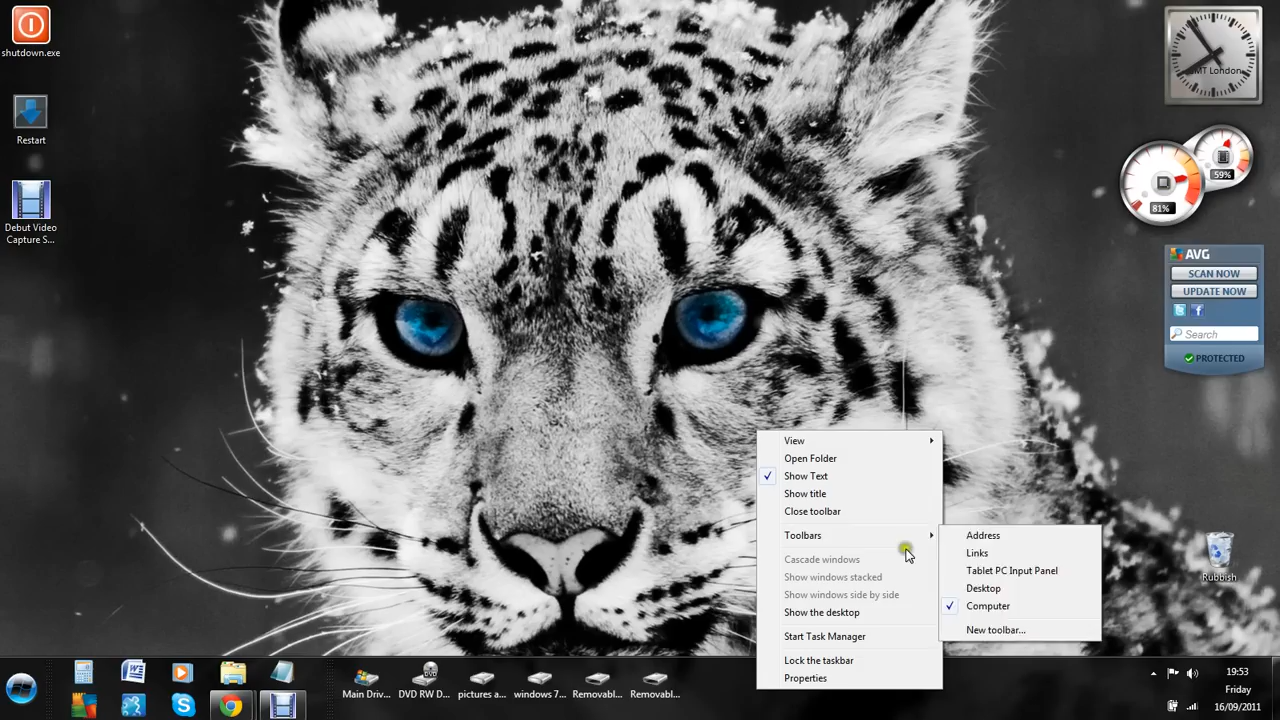 shutdown.exe
Restart
Debut Video
Capture S...
GMT London
59%
81%
AVG
SCAN NOW
UPDATE NOW
Search
PROTECTED
Rubbish
View
Open Folder
Show Text
Show title
Close toolbar
Toolbars
Cascade windows
Show windows stacked
Show windows side by side
Show the desktop
Start Task Manager
Lock the taskbar
Properties
Address
Links
Tablet PC Input Panel
Desktop
Computer
New toolbar...
Main Driv...
DVD RW D...
pictures a...
windows 7...
Removabl...
Removabl...
19:53
Friday
16/09/2011